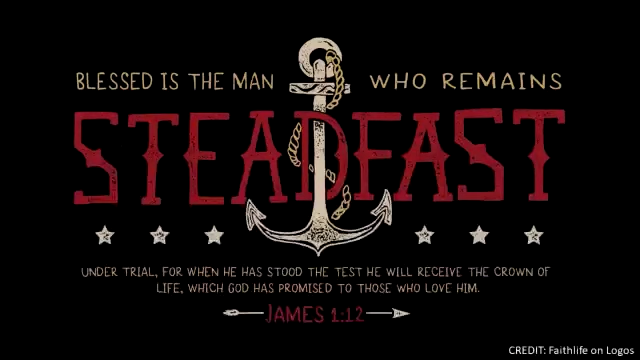 BLESSED IS THE MAN WHO REMAINS
STEADFAST
UNDER TRIAL, FOR WHEN HE HAS STOOD THE TEST HE WILL RECEIVE THE CROWN OF
LIFE, WHICH GOD HAS PROMISED TO THOSE WHO LOVE HIM.
JAMES 1:12
CREDIT: Faithlife on Logos